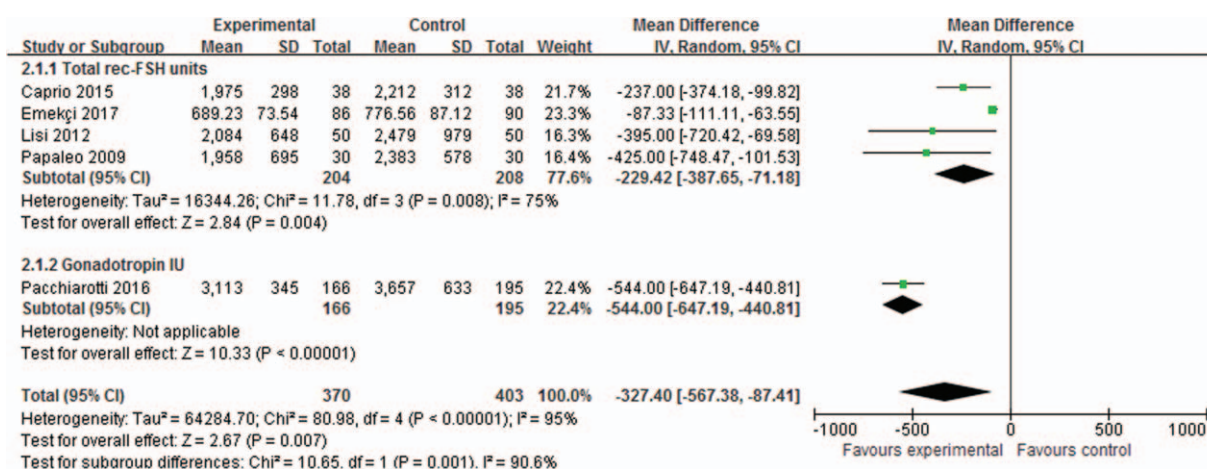 Experimental Control Mean Difference Mean Difference
Study or Subgroup Mean SD Total Mean SD Total Weight IV, Random, 95% CI IV, Random, 95% CI
2.1.1 Total rec-FSH units
Caprio 2015 1,975 298 38 2,212 312 38 21.7% -237.00 [-374.18, -99.82]
Emekçi 2017 689.23 73.54 86 776.56 87.12 90 23.3% -87.33 [-111.11, -63.55]
Lisi 2012 2,084 648 50 2,479 979 50 16.3% -395.00 [-720.42, -69.58]
Papaleo 2009 1,958 695 30 2,383 578 30 16.4% -425.00 [-748.47, -101.53]
Subtotal (95% CI) 204 208 77.6% -229.42 [-387.65, -71.18]
Heterogeneity: Tau² = 16344.26; Chi² = 11.78, df = 3 (P = 0.008); I² = 75%
Test for overall effect: Z = 2.84 (P = 0.004)
2.1.2 Gonadotropin IU
Pacchiarotti 2016 3,113 345 166 3,657 633 195 22.4% -544.00 [-647.19, -440.81]
Subtotal (95% CI) 166 195 22.4% -544.00 [-647.19, -440.81]
Heterogeneity: Not applicable
Test for overall effect: Z = 10.33 (P < 0.00001)
Total (95% CI) 370 403 100.0% -327.40 [-567.38, -87.41]
Heterogeneity: Tau² = 64284.70; Chi² = 80.98, df = 4 (P < 0.00001); I² = 95%
Test for overall effect: Z = 2.67 (P = 0.007)
Test for subgroup differences: Chi² = 10.65, df = 1 (P = 0.001), I² = 90.6%
-1000 -500 0 500 1000
Favours experimental Favours control